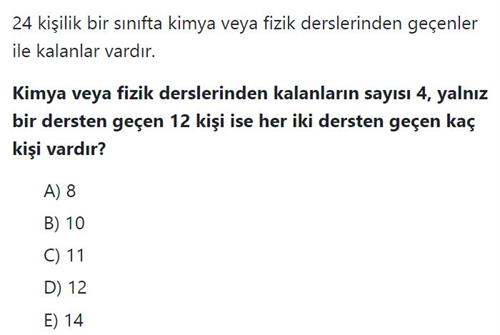 24 kişilik bir sınıfta kimya veya fizik derslerinden geçenler
ile kalanlar vardır.
Kimya veya fizik derslerinden kalanların sayısı 4, yalnız
bir dersten geçen 12 kişi ise her iki dersten geçen kaç
kişi vardır?
A) 8
B) 10
C) 11
D) 12
E) 14